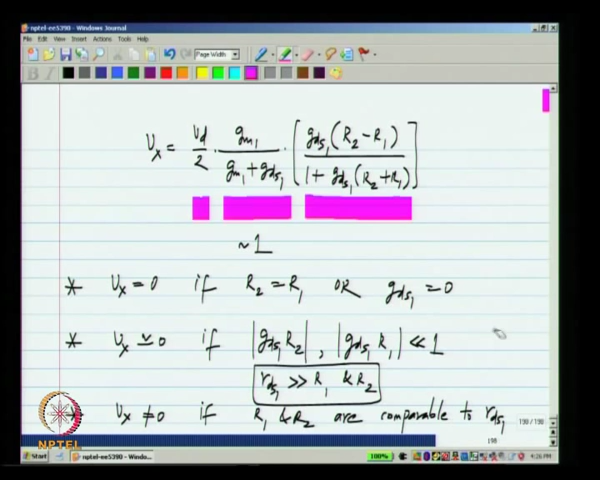 nptel-ee5390 - Windows Journal
File Edit View Insert Actions Tools Help
Page Width
Vx = Vd/2 · gm1/(gm1 + gds1) · [gds1(R2 - R1)/(1 + gds1(R2 + R1))]
~1
* Vx = 0 if R2 = R1 OR gds1 = 0
* Vx ≃ 0 if |gds1 R2|, |gds1 R1| << 1
rds1 >> R1 & R2
* Vx ≠ 0 if R1 & R2 are comparable to rds1
NPTEL
198
190 / 190
Start
nptel-ee5390 - Windo...
100%
4:26 PM